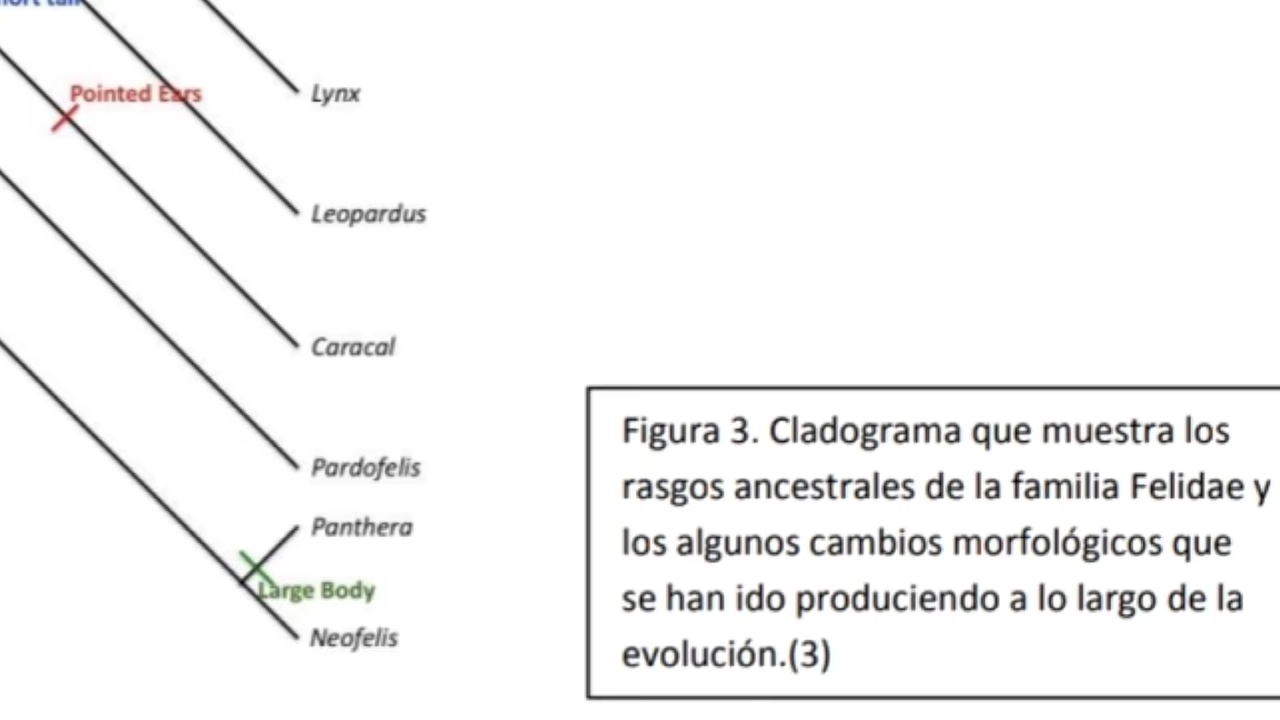 tail
Pointed Ears
Lynx
Leopardus
Caracal
Pardofelis
Panthera
Large Body
Neofelis
Figura 3. Cladograma que muestra los
rasgos ancestrales de la familia Felidae y
los algunos cambios morfológicos que
se han ido produciendo a lo largo de la
evolución.(3)